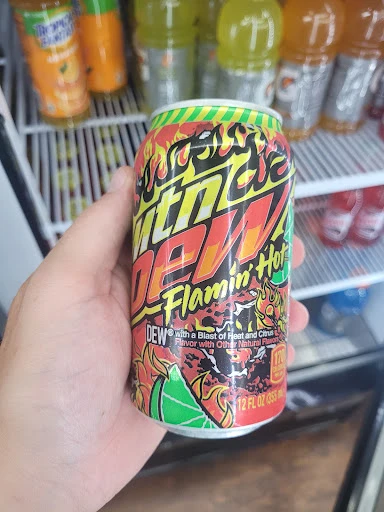 mtn
DEW
Flamin' Hot
DEW® with a Blast of Heat and Citrus
Flavor with Other Natural Flavors
170
12 FL OZ (355 mL)